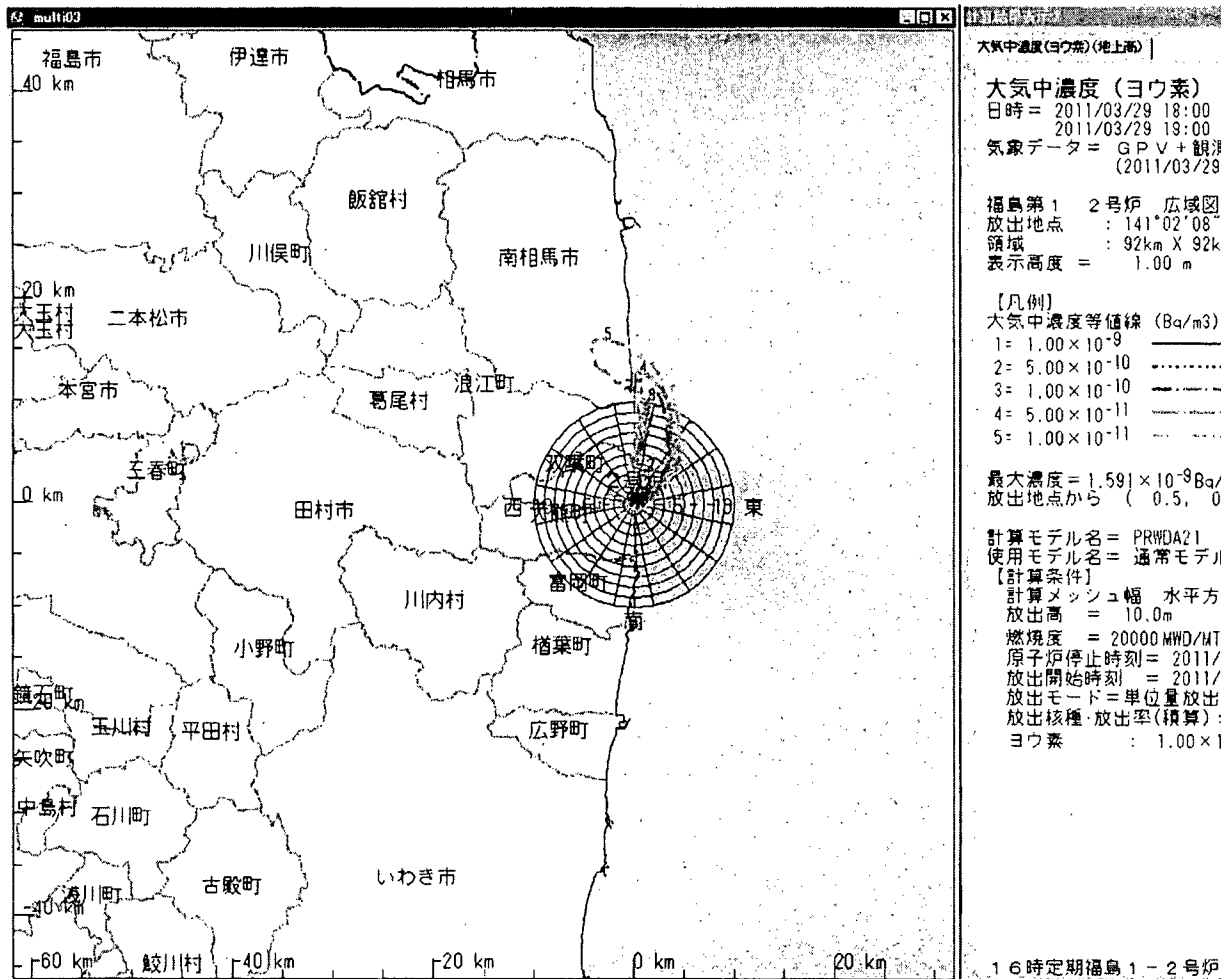 multi03
福島市
伊達市
相馬市
40 km
飯舘村
川俣町
南相馬市
20 km
大玉村
大玉村
二本松市
5
本宮市
葛尾村
浪江町
北
三春町
双葉町
0 km
田村市
西
東
富岡町
川内村
南
小野町
楢葉町
鏡石町
玉川村
平田村
広野町
矢吹町
中島村
石川町
古殿町
いわき市
浅川町
-40 km
鮫川村
-60 km
-40 km
-20 km
0 km
20 km
大気中濃度(ヨウ素)(地上高)
大気中濃度（ヨウ素）
日時＝ 2011/03/29 18:00
2011/03/29 19:00
気象データ＝ ＧＰＶ＋観測
(2011/03/29
福島第１　２号炉　広域図
放出地点　： 141°02'08"
領域　： 92km X 92k
表示高度 ＝ 1.00 m
【凡例】
大気中濃度等値線 (Bq/m3)
1= 1.00×10-9
2= 5.00×10-10
3= 1.00×10-10
4= 5.00×10-11
5= 1.00×10-11
最大濃度＝1.591×10-9Bq/
放出地点から （ 0.5, 0
計算モデル名＝ PRWDA21
使用モデル名＝ 通常モデル
【計算条件】
計算メッシュ幅　水平方
放出高 ＝ 10.0m
燃焼度 ＝ 20000MWD/MT
原子炉停止時刻＝ 2011/
放出開始時刻 ＝ 2011/
放出モード＝単位量放出
放出核種・放出率(積算)：
ヨウ素　： 1.00×1
１６時定期福島１－２号炉